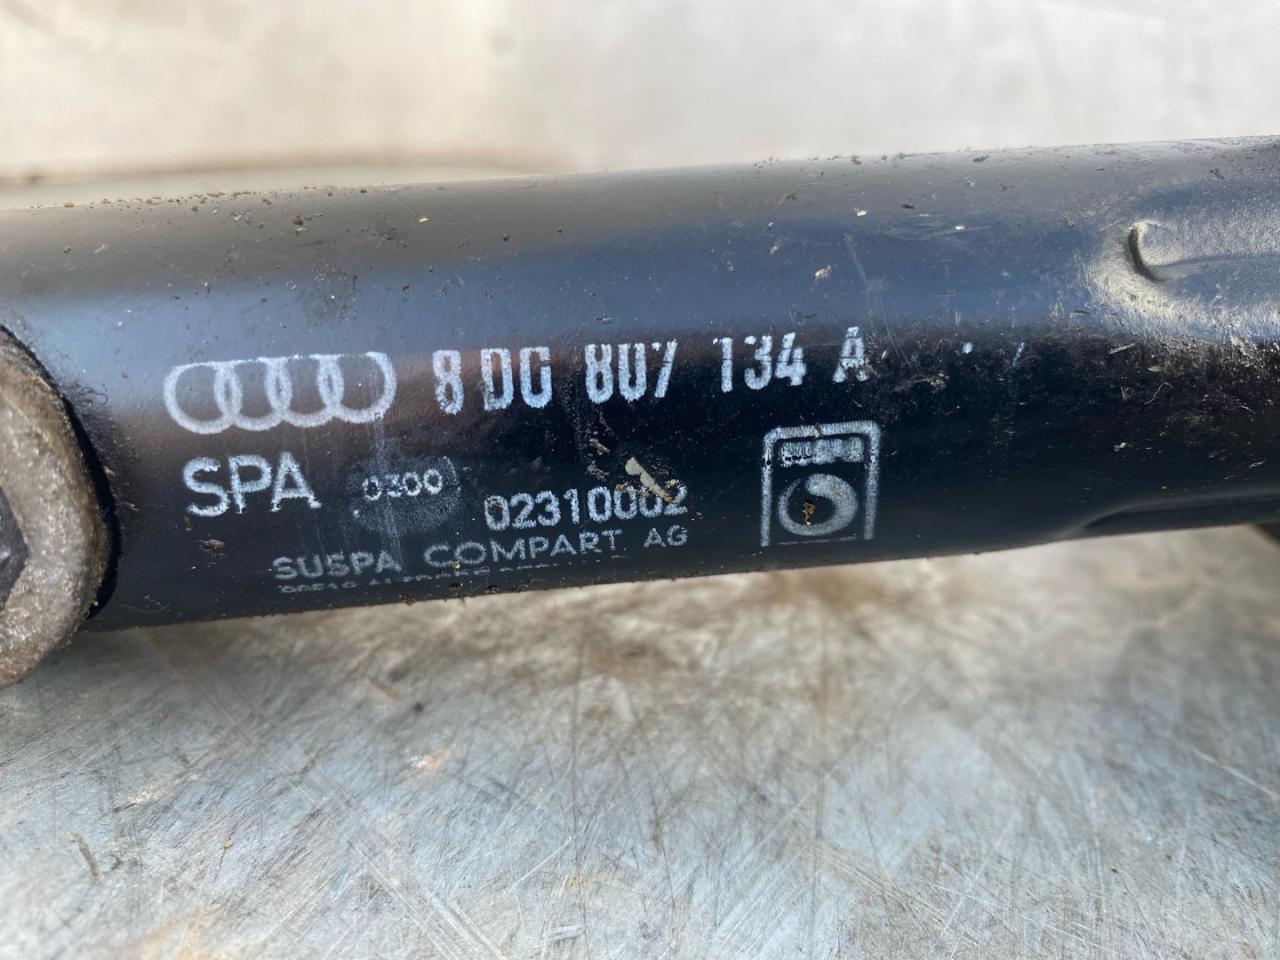 8D0 807 134 A
SPA 0300 02310002
SUSPA COMPART AG